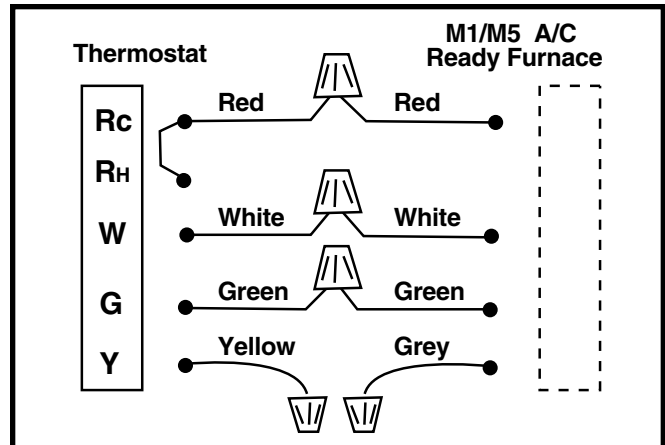 Thermostat
M1/M5 A/C
Ready Furnace
Rc
Red
Red
RH
W
White
White
G
Green
Green
Y
Yellow
Grey